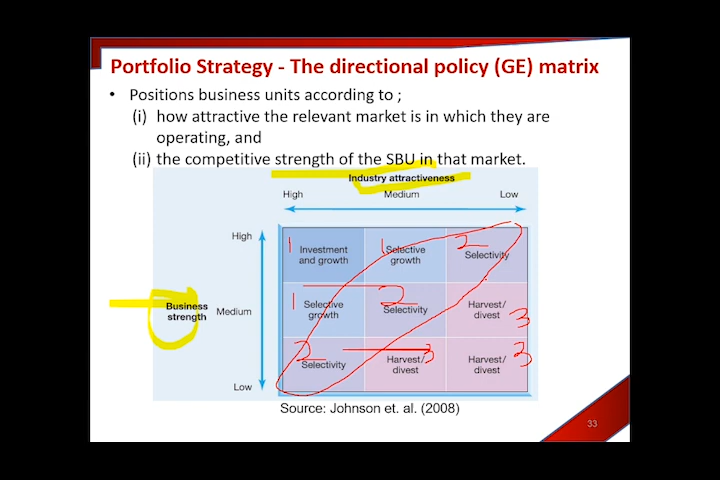 Portfolio Strategy - The directional policy (GE) matrix
• Positions business units according to ;
(i) how attractive the relevant market is in which they are
operating, and
(ii) the competitive strength of the SBU in that market.
Industry attractiveness
High Medium Low
High
1 Investment
and growth
1 Selective
growth
2
Selectivity
Business
strength
Medium
1 Selective
growth
2
Selectivity
Harvest/
divest 3
Low
2
Selectivity
Harvest/ 3
divest
Harvest/ 3
divest
Source: Johnson et. al. (2008)
33